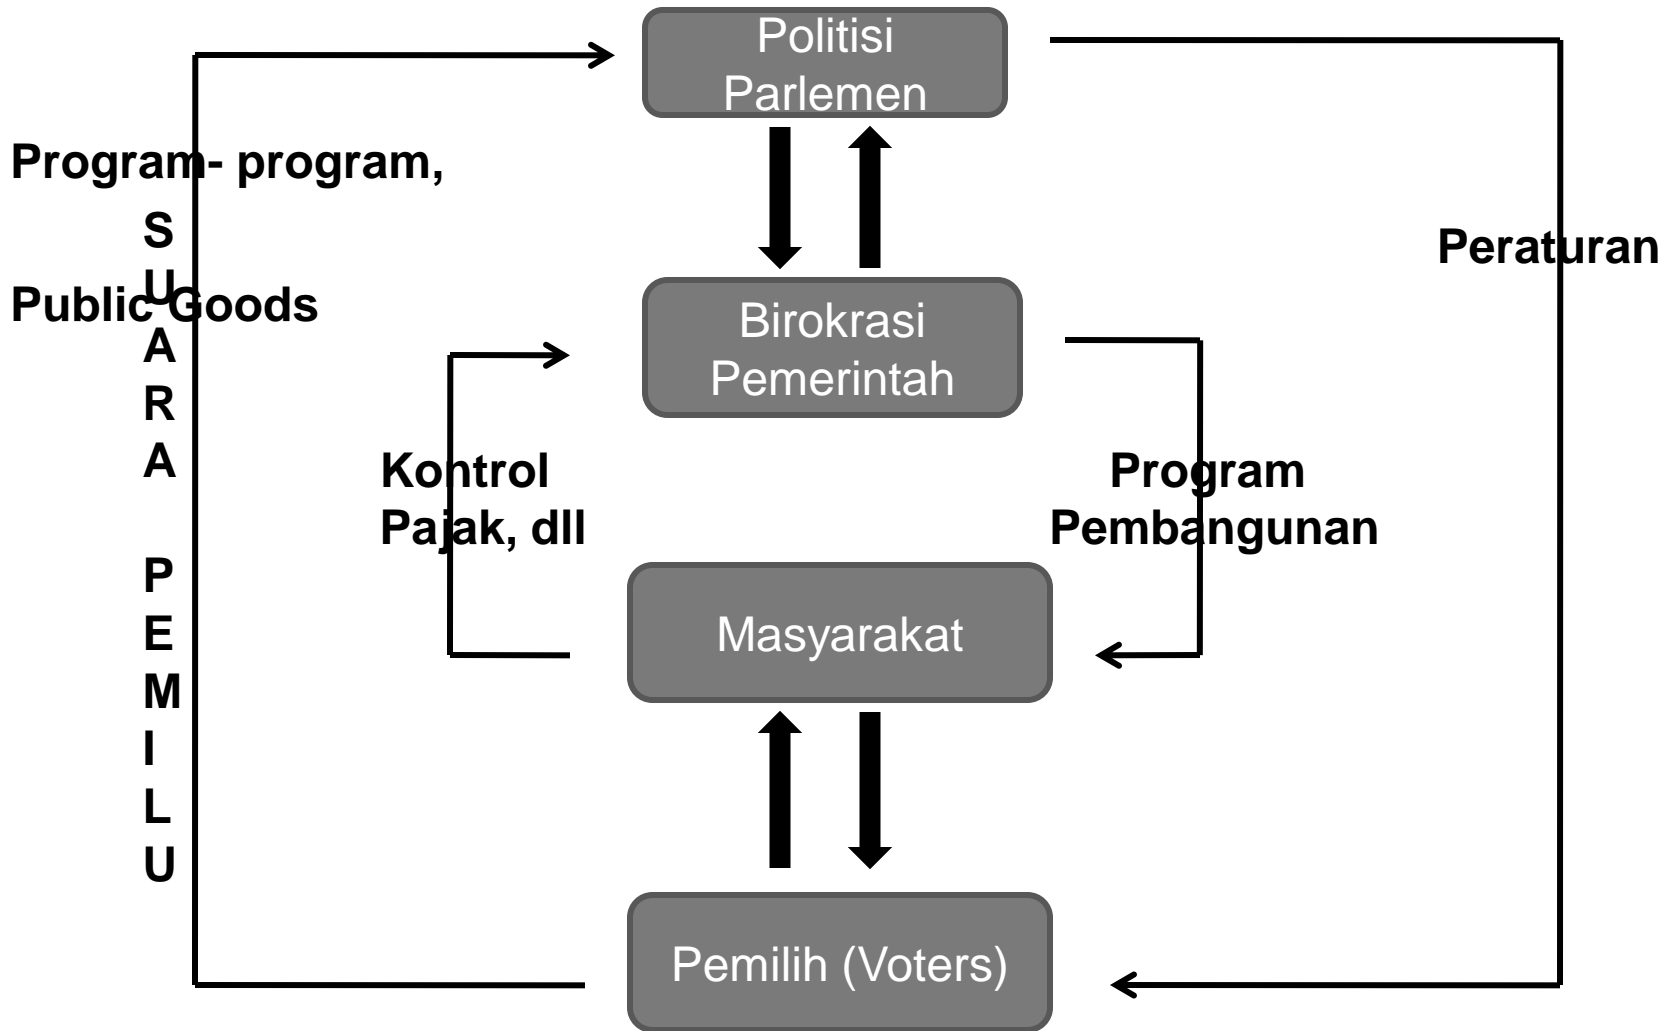 Politisi
Parlemen
Program- program,
Public Goods
S
U
A
R
A
P
E
M
I
L
U
Peraturan
Birokrasi
Pemerintah
Kontrol
Pajak, dll
Program
Pembangunan
Masyarakat
Pemilih (Voters)